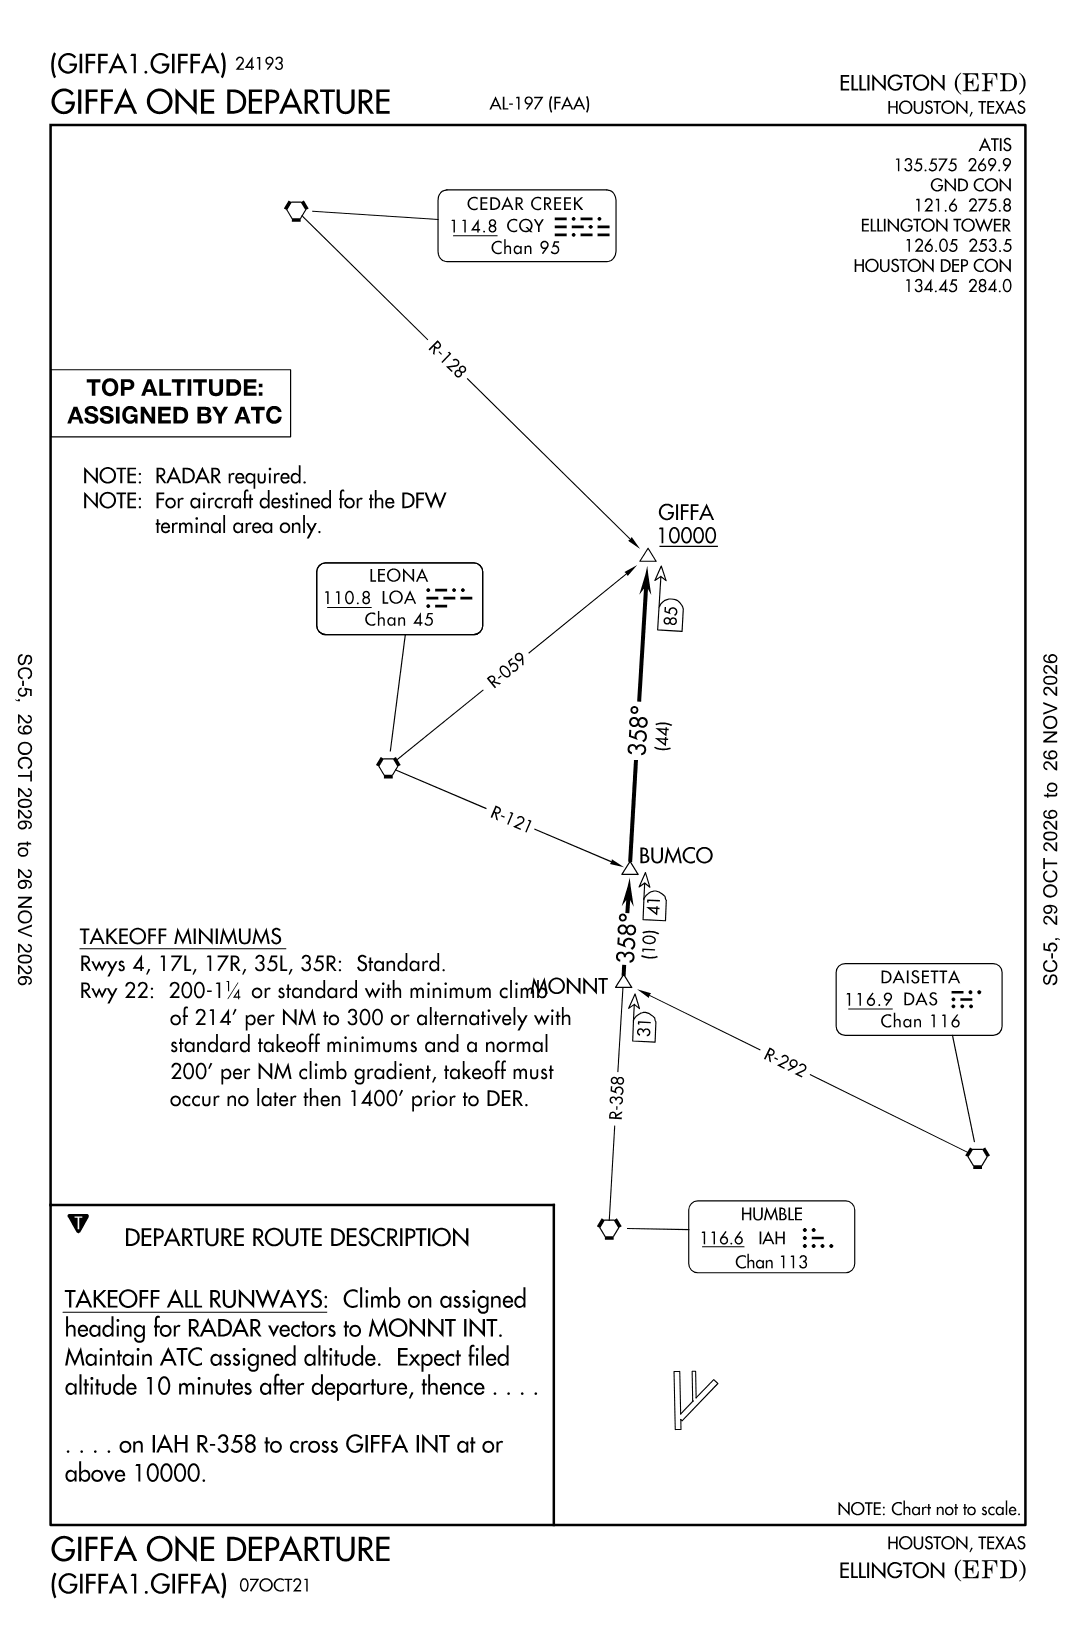 (GIFFA1.GIFFA) 24193
GIFFA ONE DEPARTURE
AL-197 (FAA)
ELLINGTON (EFD)
HOUSTON, TEXAS
ATIS
135.575 269.9
GND CON
121.6 275.8
ELLINGTON TOWER
126.05 253.5
HOUSTON DEP CON
134.45 284.0
CEDAR CREEK
114.8 CQY
Chan 95
R-128
TOP ALTITUDE:
ASSIGNED BY ATC
NOTE: RADAR required.
NOTE: For aircraft destined for the DFW
terminal area only.
GIFFA
10000
LEONA
110.8 LOA
Chan 45
85
R-059
358°
(44)
R-121
BUMCO
41
358°
(10)
MONNT
31
TAKEOFF MINIMUMS
Rwys 4, 17L, 17R, 35L, 35R: Standard.
Rwy 22: 200-1¼ or standard with minimum climb
of 214' per NM to 300 or alternatively with
standard takeoff minimums and a normal
200' per NM climb gradient, takeoff must
occur no later then 1400' prior to DER.
DAISETTA
116.9 DAS
Chan 116
R-292
R-358
HUMBLE
116.6 IAH
Chan 113
T
DEPARTURE ROUTE DESCRIPTION
TAKEOFF ALL RUNWAYS: Climb on assigned
heading for RADAR vectors to MONNT INT.
Maintain ATC assigned altitude. Expect filed
altitude 10 minutes after departure, thence . . . .
. . . . on IAH R-358 to cross GIFFA INT at or
above 10000.
NOTE: Chart not to scale.
SC-5, 29 OCT 2026 to 26 NOV 2026
SC-5, 29 OCT 2026 to 26 NOV 2026
GIFFA ONE DEPARTURE
(GIFFA1.GIFFA) 07OCT21
HOUSTON, TEXAS
ELLINGTON (EFD)